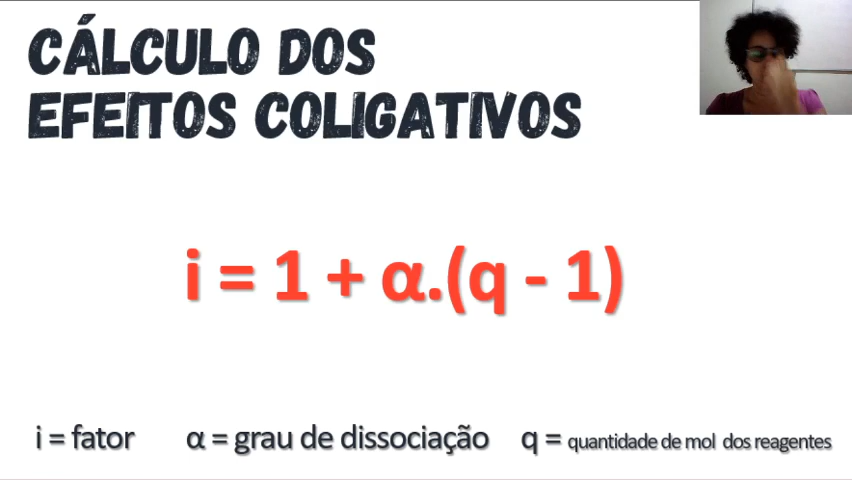 CÁLCULO DOS
EFEITOS COLIGATIVOS
i = 1 + α.(q - 1)
i = fator α = grau de dissociação q = quantidade de mol dos reagentes